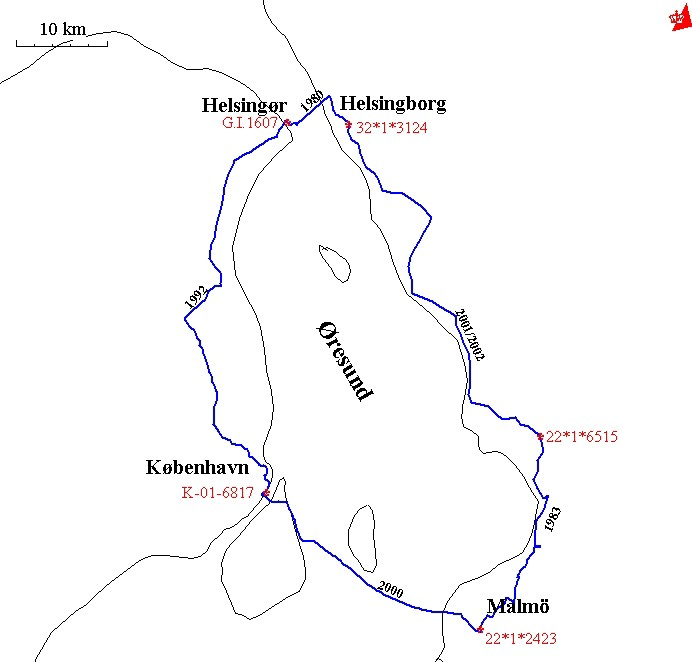 10 km
Helsingør
G.I.1607
1980
Helsingborg
32*1*3124
1992
Øresund
2001/2002
22*1*6515
København
K-01-6817
1983
2000
Malmö
22*1*2423